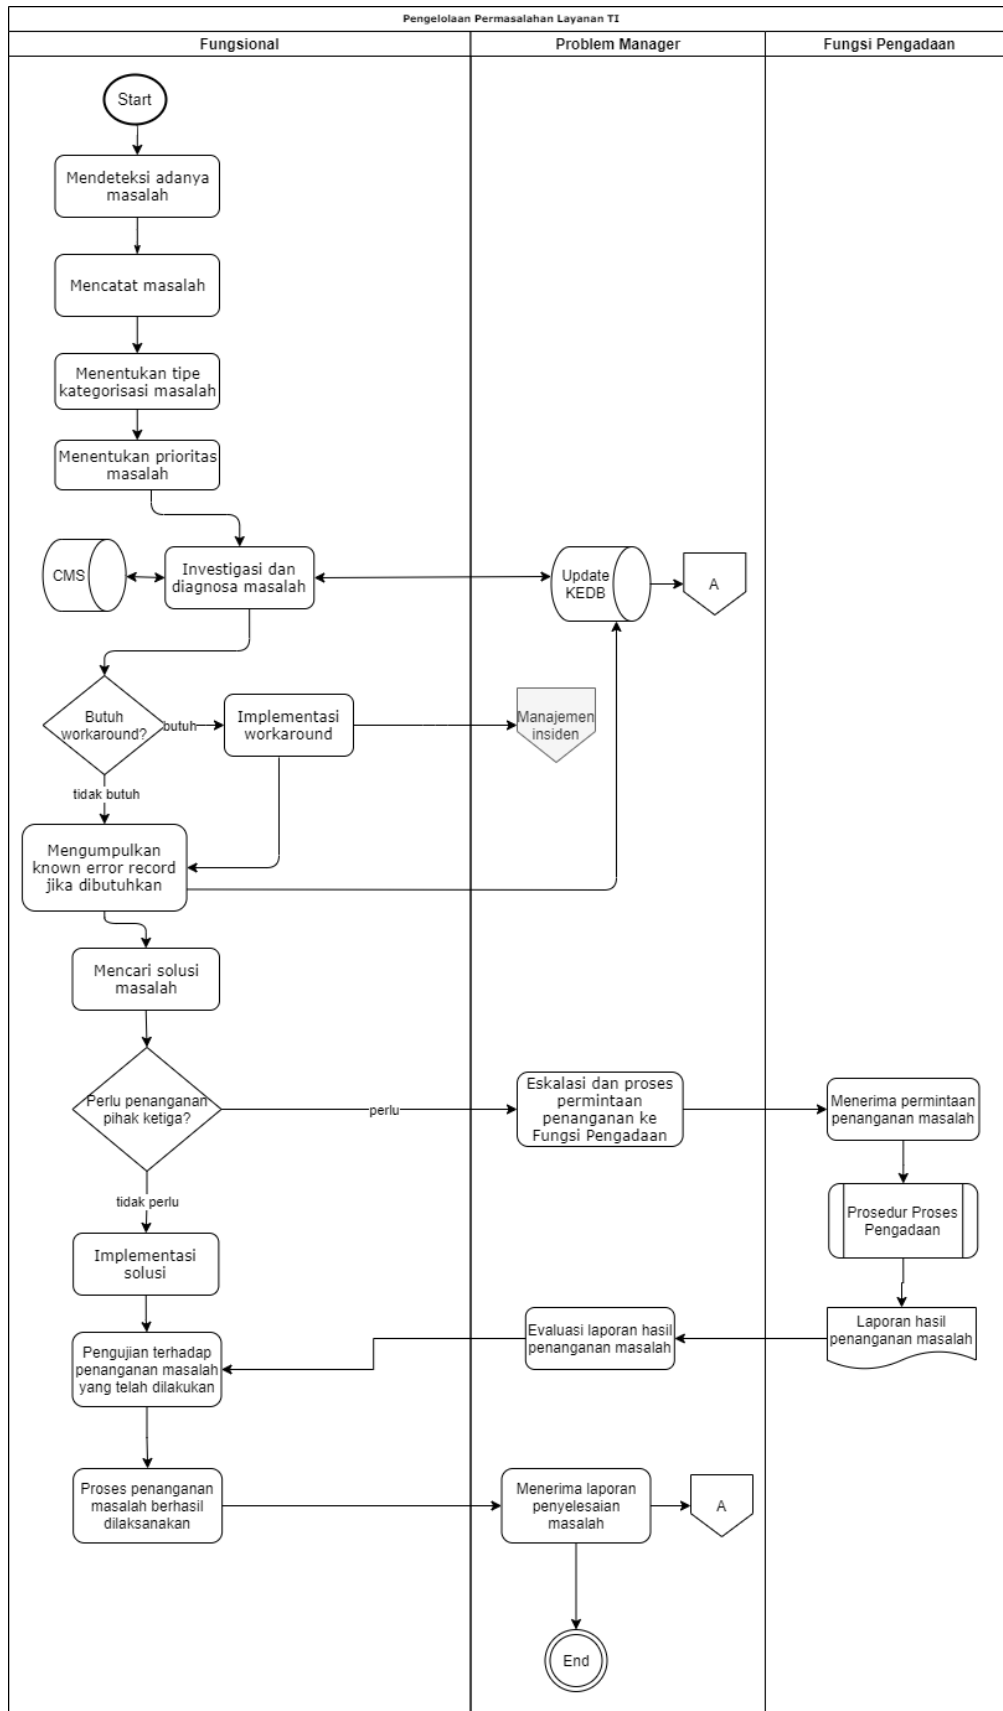 Pengelolaan Permasalahan Layanan TI
Fungsional
Problem Manager
Fungsi Pengadaan
Start
Mendeteksi adanya
masalah
Mencatat masalah
Menentukan tipe
kategorisasi masalah
Menentukan prioritas
masalah
CMS
Investigasi dan
diagnosa masalah
Update
KEDB
A
Butuh
workaround?
butuh
Implementasi
workaround
Manajemen
insiden
tidak butuh
Mengumpulkan
known error record
jika dibutuhkan
Mencari solusi
masalah
Perlu penanganan
pihak ketiga?
perlu
Eskalasi dan proses
permintaan
penanganan ke
Fungsi Pengadaan
Menerima permintaan
penanganan masalah
tidak perlu
Prosedur Proses
Pengadaan
Implementasi
solusi
Laporan hasil
penanganan masalah
Evaluasi laporan hasil
penanganan masalah
Pengujian terhadap
penanganan masalah
yang telah dilakukan
Proses penanganan
masalah berhasil
dilaksanakan
Menerima laporan
penyelesaian
masalah
A
End